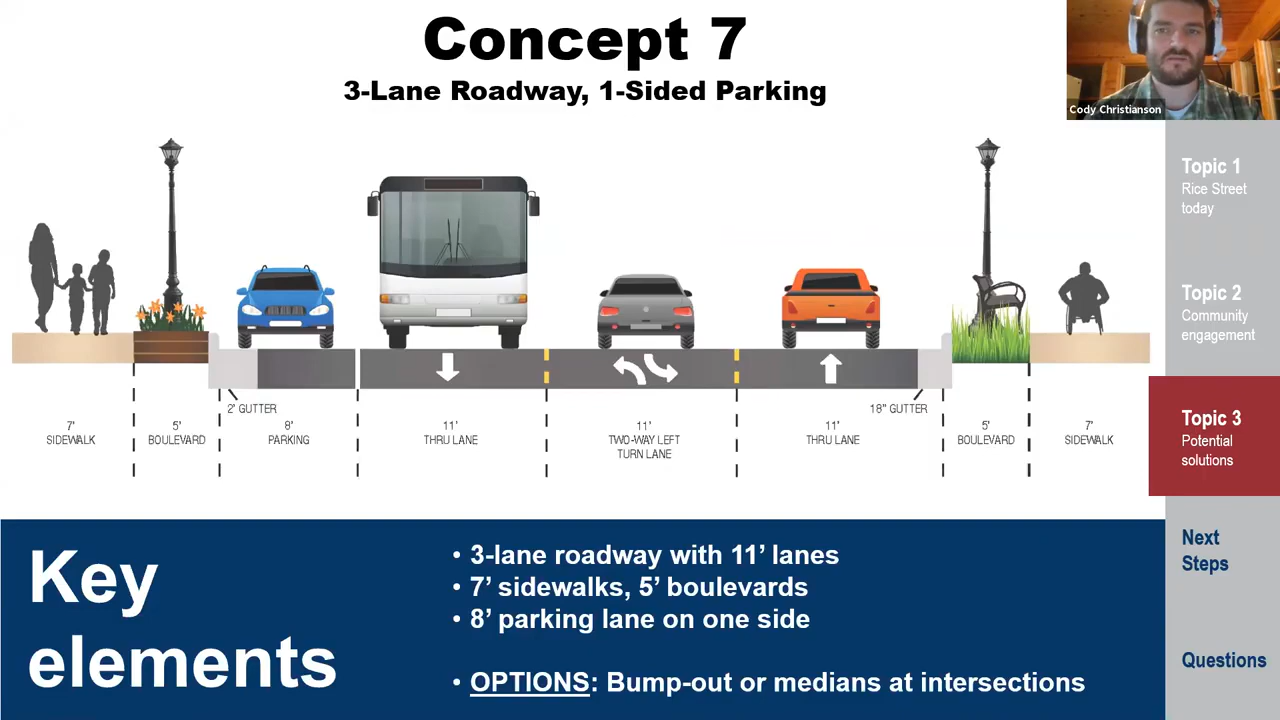 Concept 7
3-Lane Roadway, 1-Sided Parking
Cody Christianson
Topic 1
Rice Street
today
Topic 2
Community
engagement
Topic 3
Potential
solutions
Next
Steps
Questions
2' GUTTER
18" GUTTER
7'
SIDEWALK
5'
BOULEVARD
8'
PARKING
11'
THRU LANE
11'
TWO-WAY LEFT
TURN LANE
11'
THRU LANE
5'
BOULEVARD
7'
SIDEWALK
Key
elements
• 3-lane roadway with 11’ lanes
• 7’ sidewalks, 5’ boulevards
• 8’ parking lane on one side
• OPTIONS: Bump-out or medians at intersections